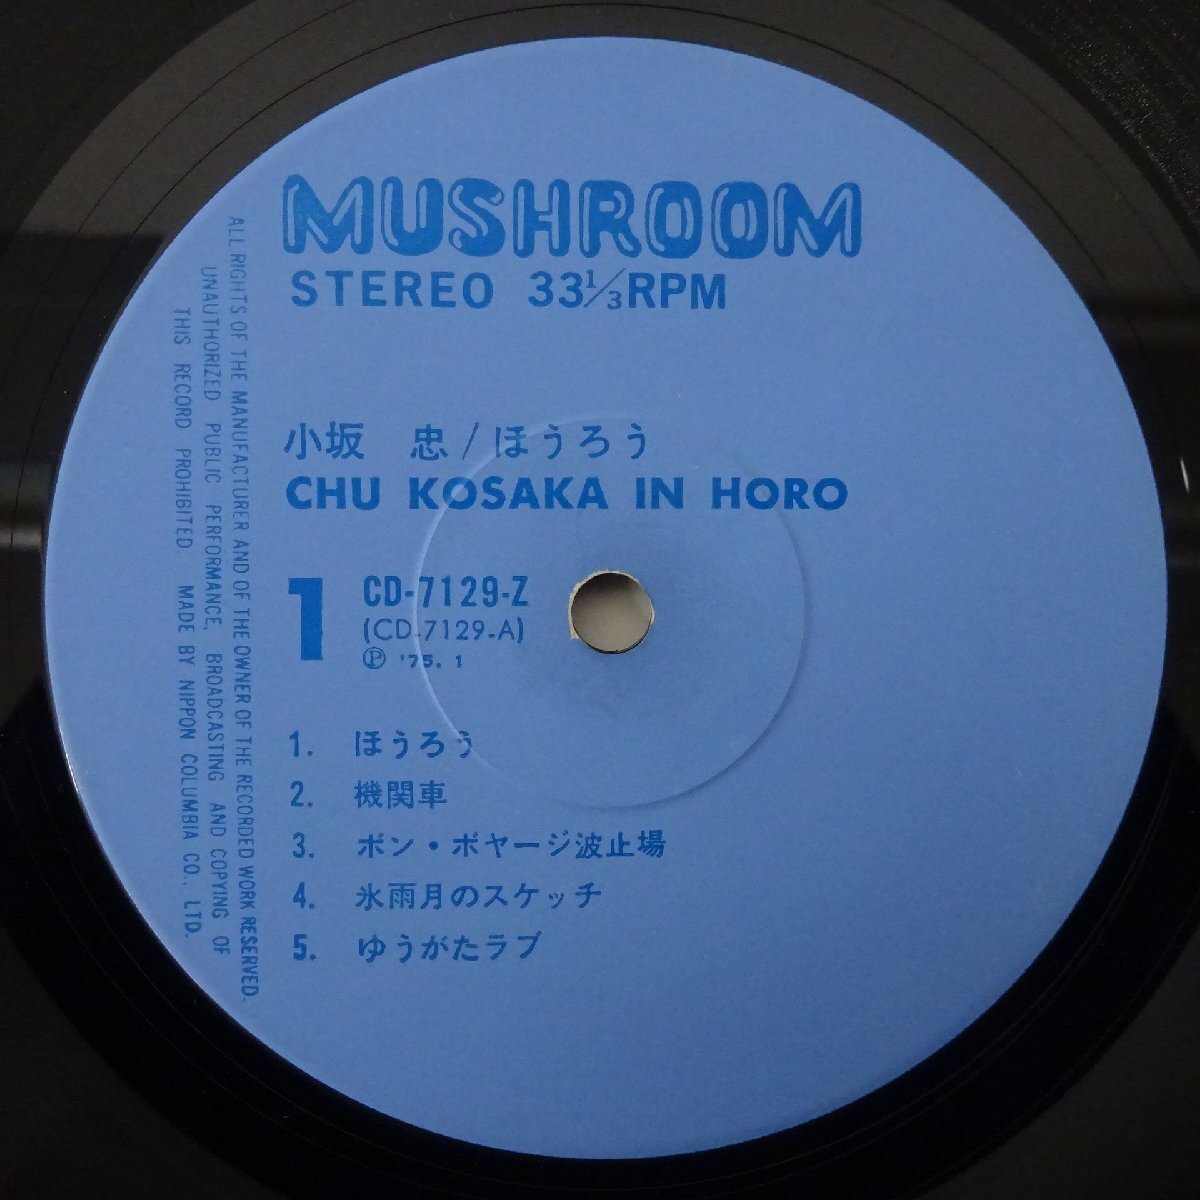 MUSHROOM
STEREO 33 1/3 RPM
小坂　忠/ほうろう
CHU KOSAKA IN HORO
1
CD-7129-Z
(CD-7129-A)
Ⓟ '75. 1
1. ほうろう
2. 機関車
3. ボン・ボヤージ波止場
4. 氷雨月のスケッチ
5. ゆうがたラブ
ALL RIGHTS OF THE MANUFACTURER AND OF THE OWNER OF THE RECORDED WORK RESERVED.
UNAUTHORIZED PUBLIC PERFORMANCE, BROADCASTING AND COPYING OF
THIS RECORD PROHIBITED. MADE BY NIPPON COLUMBIA CO., LTD.